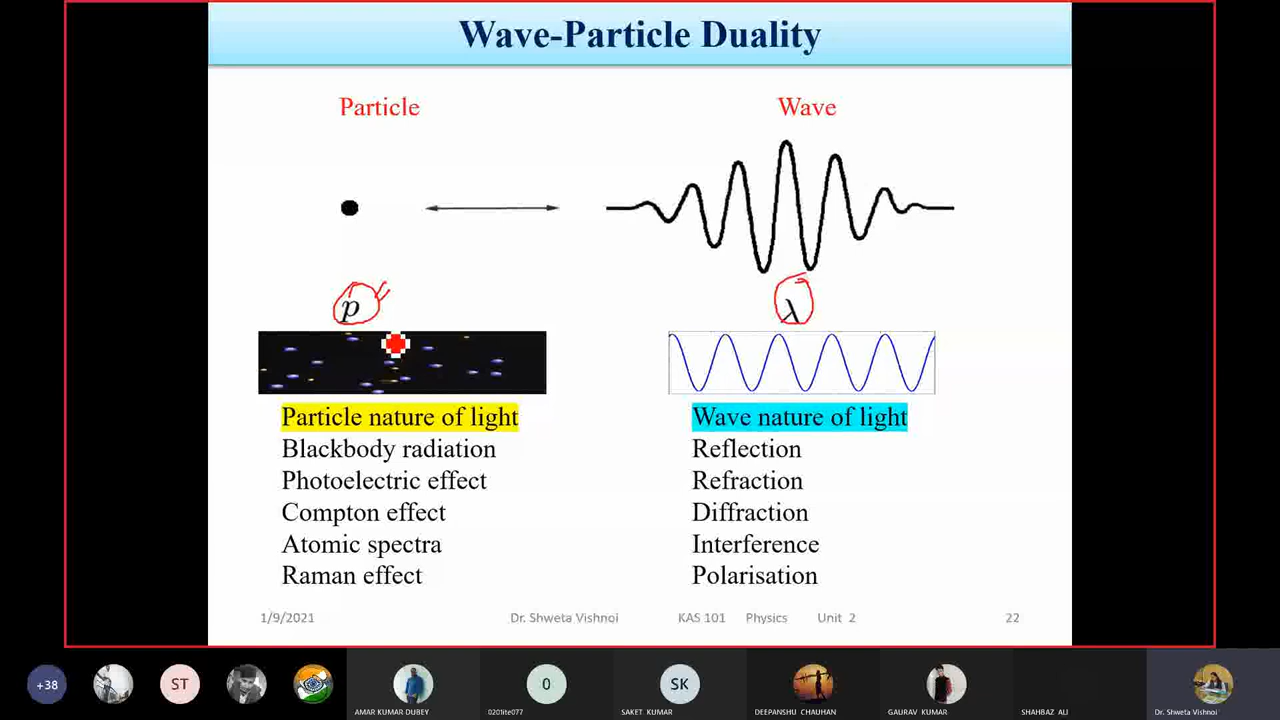 Wave-Particle Duality
Particle
Wave
p
λ
Particle nature of light
Blackbody radiation
Photoelectric effect
Compton effect
Atomic spectra
Raman effect
Wave nature of light
Reflection
Refraction
Diffraction
Interference
Polarisation
1/9/2021 Dr. Shweta Vishnoi KAS 101 Physics Unit 2 22
+38 ST 0 SK
AMAR KUMAR DUBEY 0201ite077 SAKET KUMAR DEEPANSHU CHAUHAN GAURAV KUMAR SHAHBAZ ALI Dr. Shweta Vishnoi